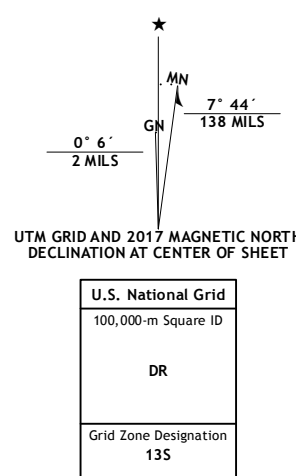 ★
MN
GN
7° 44´
138 MILS
0° 6´
2 MILS
UTM GRID AND 2017 MAGNETIC NORTH
DECLINATION AT CENTER OF SHEET
U.S. National Grid
100,000-m Square ID
DR
Grid Zone Designation
13S